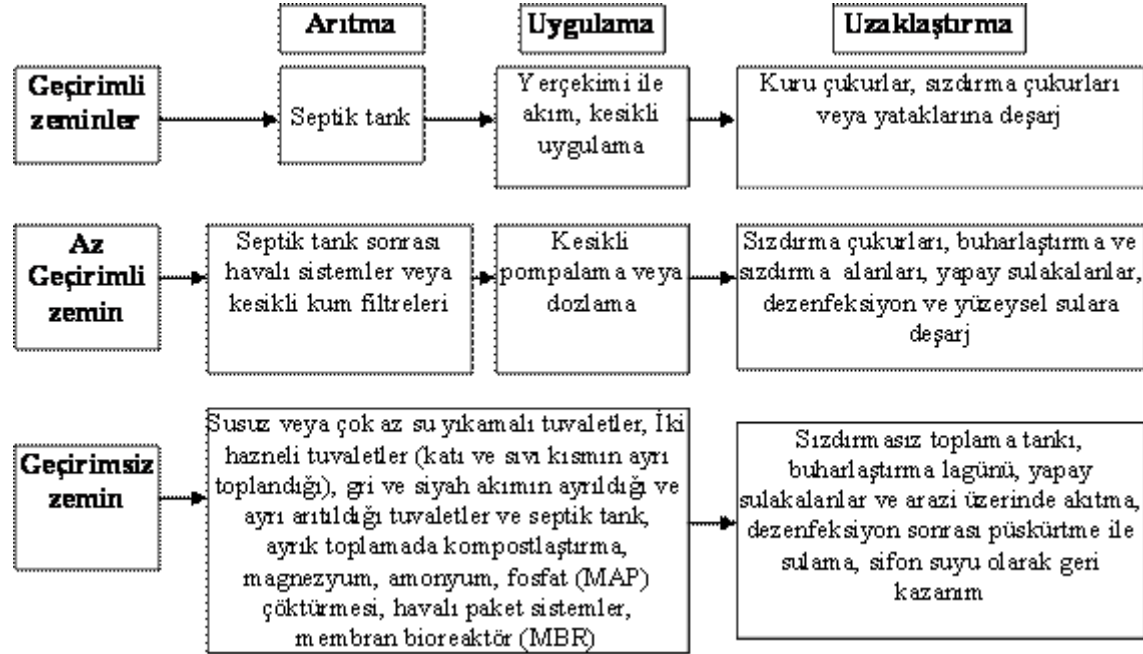 Arıtma
Uygulama
Uzaklaştırma
Geçirimli
zeminler
Septik tank
Yerçekimi ile
akım, kesikli
uygulama
Kuru çukurlar, sızdırma çukurları
veya yataklarına deşarj
Az
Geçirimli
zemin
Septik tank sonrası
havalı sistemler veya
kesikli kum filtreleri
Kesikli
pompalama veya
dozlama
Sızdırma çukurları, buharlaştırma ve
sızdırma alanları, yapay sulakalanlar,
dezenfeksiyon ve yüzeysel sulara
deşarj
Geçirimsiz
zemin
Susuz veya çok az su yıkamalı tuvaletler, İki
hazneli tuvaletler (katı ve sıvı kısmın ayrı
toplandığı), gri ve siyah akımın ayrıldığı ve
ayrı arıtıldığı tuvaletler ve septik tank,
ayrık toplamada kompostlaştırma,
magnezyum, amonyum, fosfat (MAP)
çöktürmesi, havalı paket sistemler,
membran bioreaktör (MBR)
Sızdırmasız toplama tankı,
buharlaştırma lagünü, yapay
sulakalanlar ve arazi üzerinde akıtma,
dezenfeksiyon sonrası püskürtme ile
sulama, sifon suyu olarak geri
kazanım